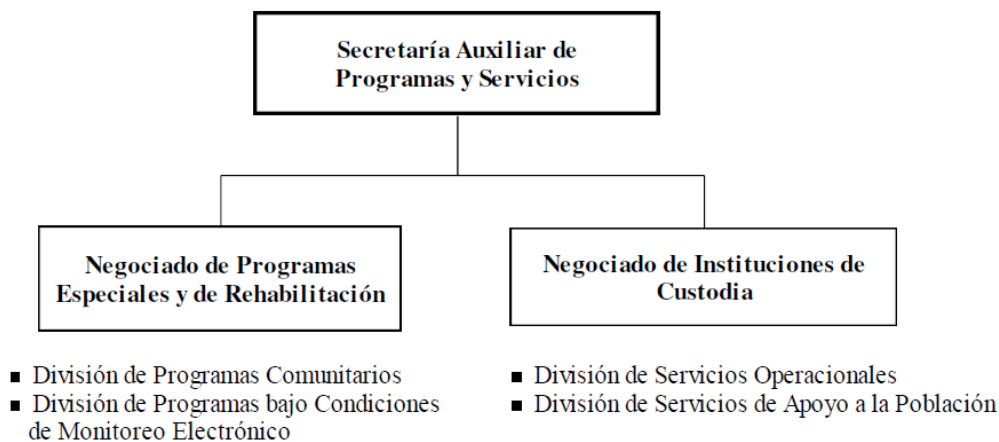 Secretaría Auxiliar de
Programas y Servicios
Negociado de Programas
Especiales y de Rehabilitación
Negociado de Instituciones de
Custodia
■ División de Programas Comunitarios
■ División de Programas bajo Condiciones
de Monitoreo Electrónico
■ División de Servicios Operacionales
■ División de Servicios de Apoyo a la Población